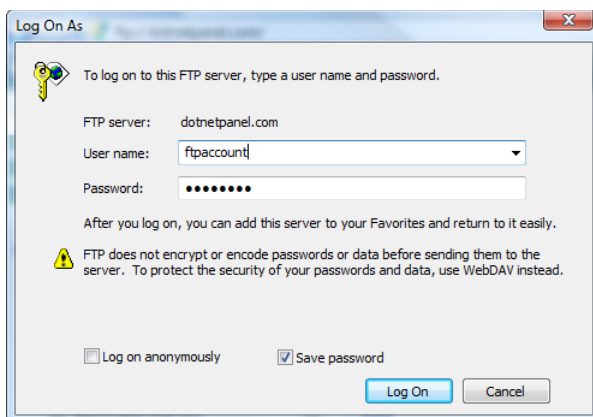 Log On As
To log on to this FTP server, type a user name and password.
FTP server: dotnetpanel.com
User name: ftpaccount
Password: ••••••••
After you log on, you can add this server to your Favorites and return to it easily.
FTP does not encrypt or encode passwords or data before sending them to the
server. To protect the security of your passwords and data, use WebDAV instead.
Log on anonymously Save password
Log On Cancel